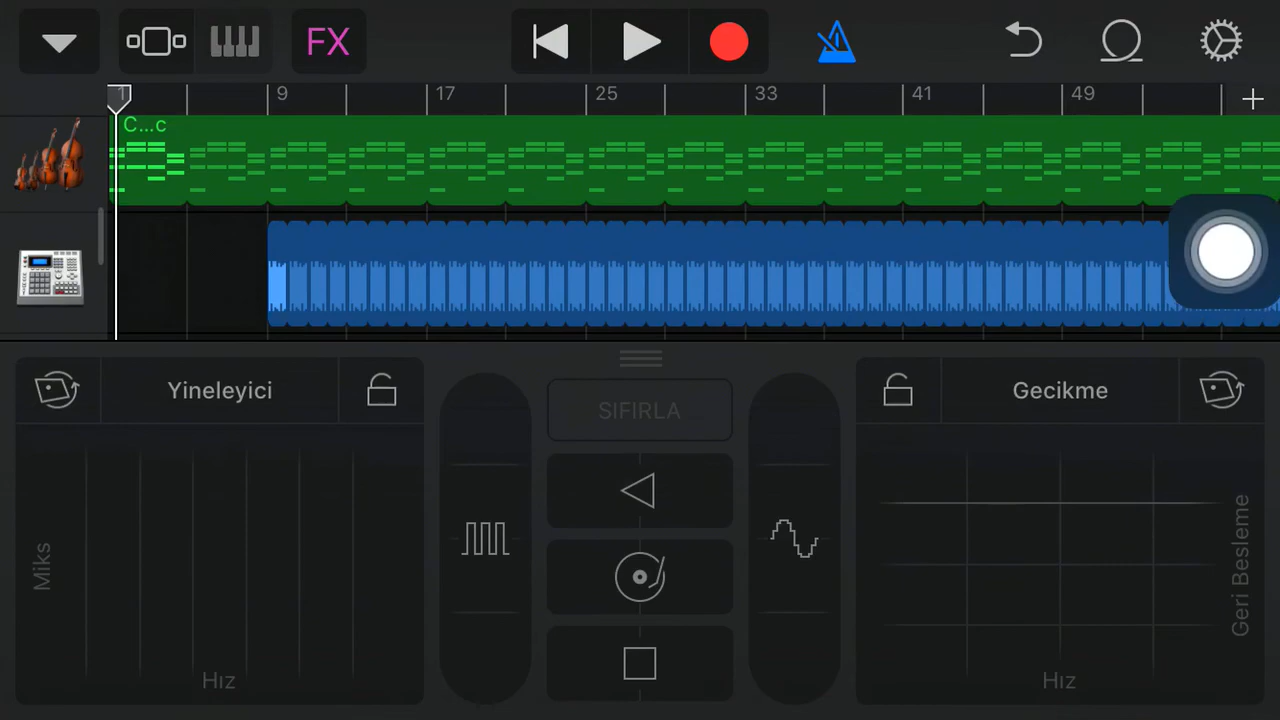 FX
1 9 17 25 33 41 49
C...c
Yineleyici
SIFIRLA
Gecikme
Miks
Hız
Geri Besleme
Hız